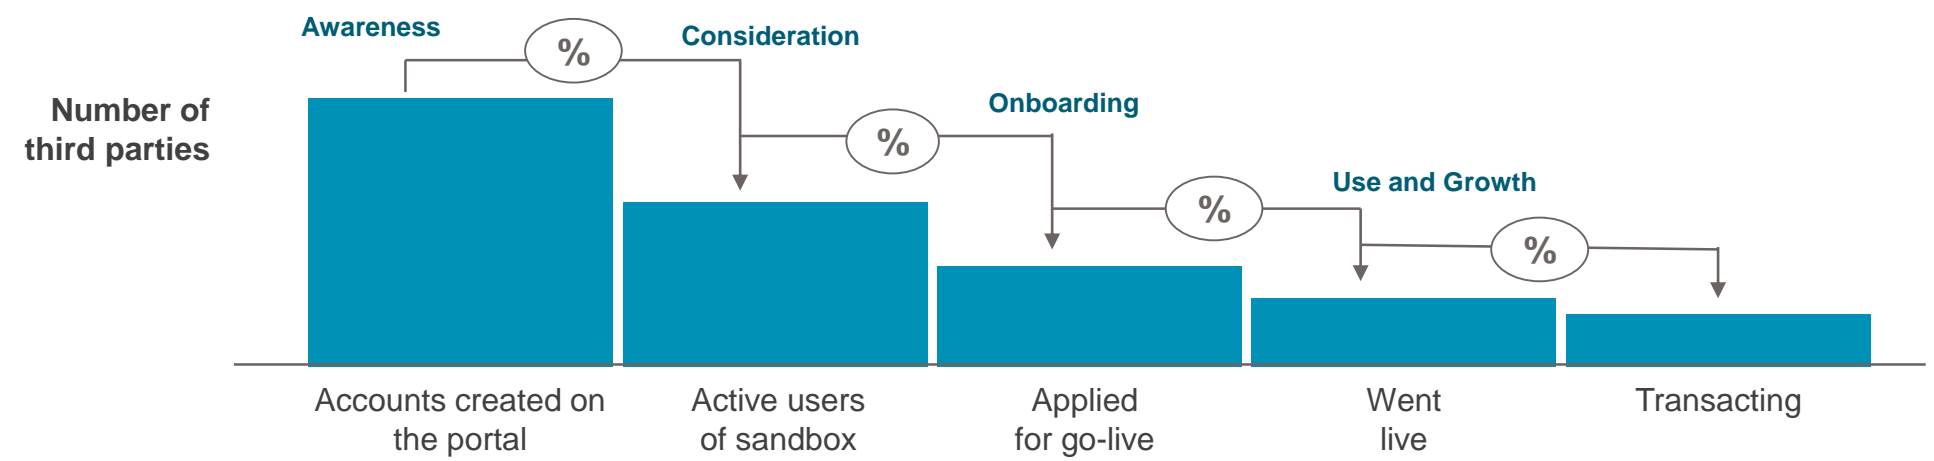 Awareness
%
Consideration
Number of
third parties
%
Onboarding
%
Use and Growth
%
Accounts created on
the portal
Active users
of sandbox
Applied
for go-live
Went
live
Transacting